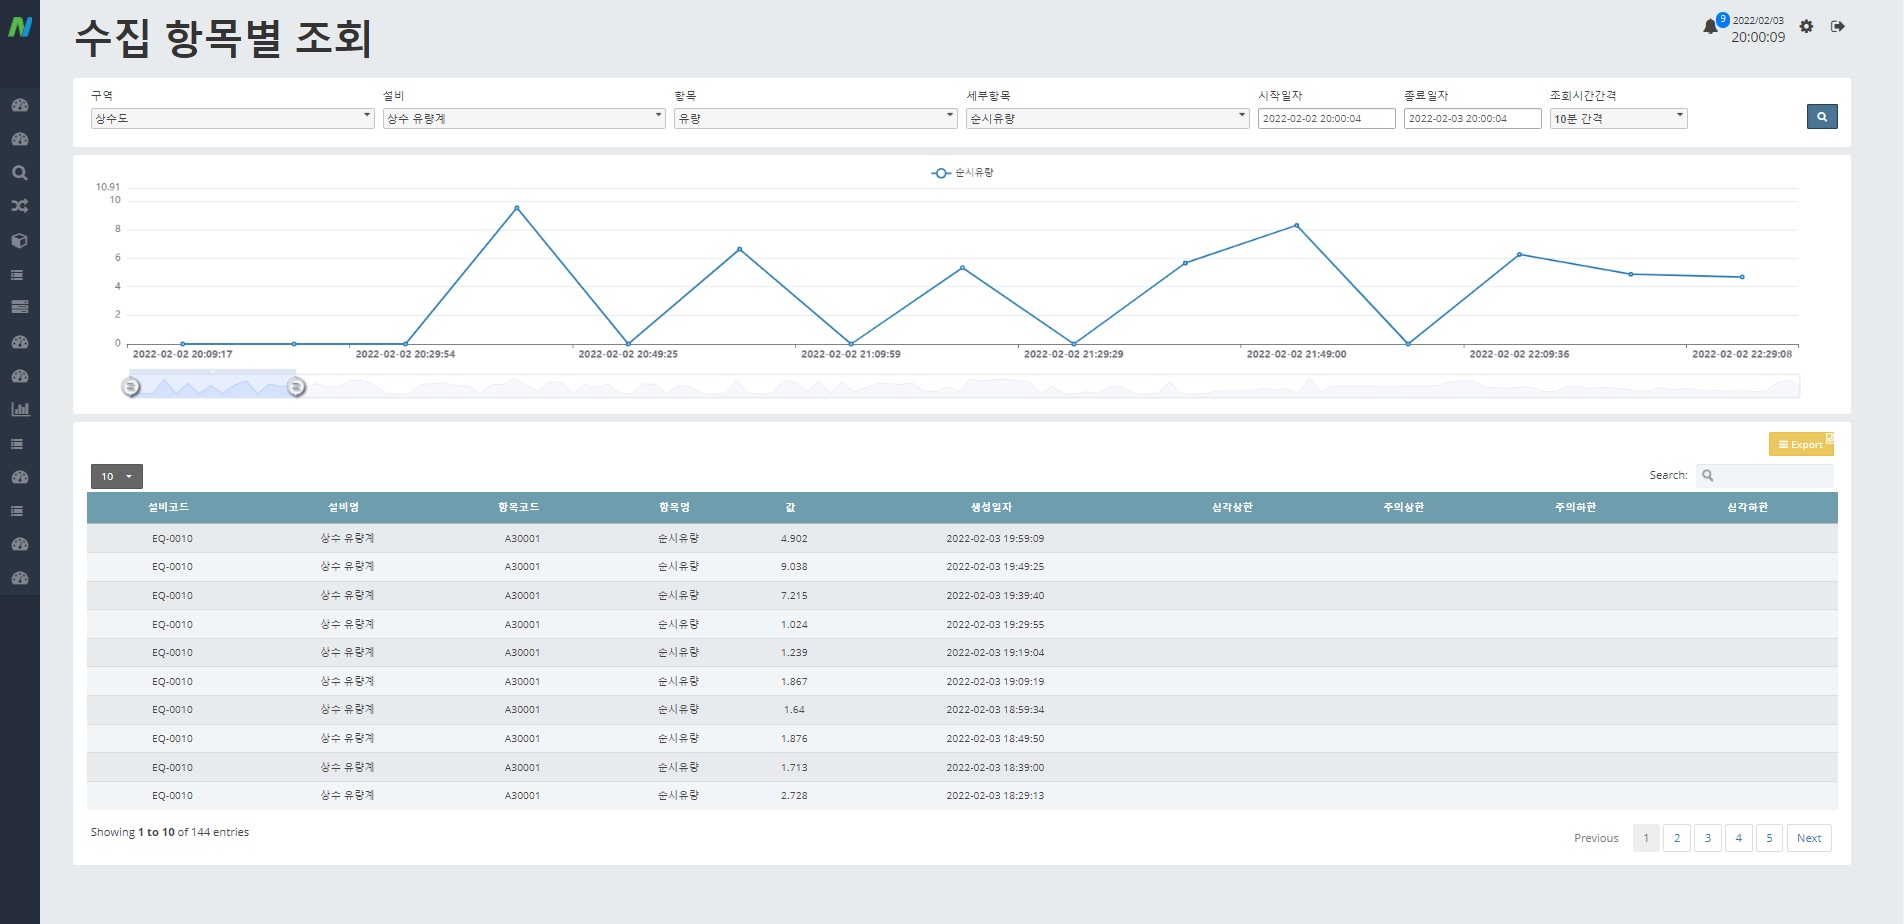 수집 항목별 조회
9
2022/02/03
20:00:09
구역 설비 항목 세부항목 시작일자 종료일자 조회시간간격
상수도 상수 유량계 유량 순시유량 2022-02-02 20:00:04 2022-02-03 20:00:04 10분 간격
순시유량
10.91
10
8
6
4
2
0
2022-02-02 20:09:17 2022-02-02 20:29:54 2022-02-02 20:49:25 2022-02-02 21:09:59 2022-02-02 21:29:29 2022-02-02 21:49:00 2022-02-02 22:09:36 2022-02-02 22:29:08
Export
10 Search:
설비코드 설비명 항목코드 항목명 값 생성일자 심각상한 주의상한 주의하한 심각하한
EQ-0010 상수 유량계 A30001 순시유량 4.902 2022-02-03 19:59:09
EQ-0010 상수 유량계 A30001 순시유량 9.038 2022-02-03 19:49:25
EQ-0010 상수 유량계 A30001 순시유량 7.215 2022-02-03 19:39:40
EQ-0010 상수 유량계 A30001 순시유량 1.024 2022-02-03 19:29:55
EQ-0010 상수 유량계 A30001 순시유량 1.239 2022-02-03 19:19:04
EQ-0010 상수 유량계 A30001 순시유량 1.867 2022-02-03 19:09:19
EQ-0010 상수 유량계 A30001 순시유량 1.64 2022-02-03 18:59:34
EQ-0010 상수 유량계 A30001 순시유량 1.876 2022-02-03 18:49:50
EQ-0010 상수 유량계 A30001 순시유량 1.713 2022-02-03 18:39:00
EQ-0010 상수 유량계 A30001 순시유량 2.728 2022-02-03 18:29:13
Showing 1 to 10 of 144 entries
Previous 1 2 3 4 5 Next